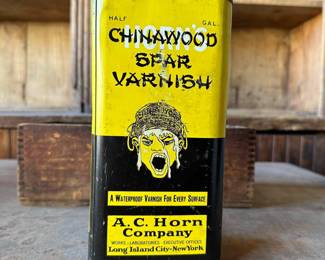 HALF GAL.
HORN'S
CHINAWOOD
SPAR
VARNISH
A WATERPROOF VARNISH FOR EVERY SURFACE
A. C. Horn
Company
WORKS - LABORATORIES - EXECUTIVE OFFICES
Long Island City - New York